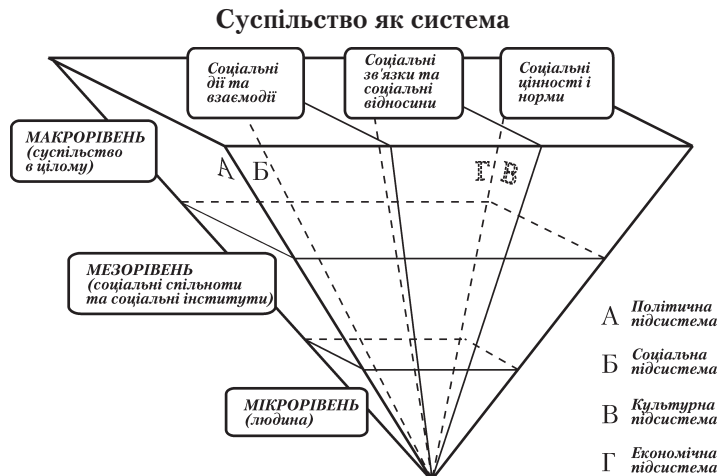 Суспільство як система
Соціальні
дії та
взаємодії
Соціальні
зв'язки та
соціальні
відносини
Соціальні
цінності і
норми
МАКРОРІВЕНЬ
(суспільство
в цілому)
А Б
Г В
МЕЗОРІВЕНЬ
(соціальні спільноти
та соціальні інститути)
МІКРОРІВЕНЬ
(людина)
А Політична
підсистема
Б Соціальна
підсистема
В Культурна
підсистема
Г Економічна
підсистема